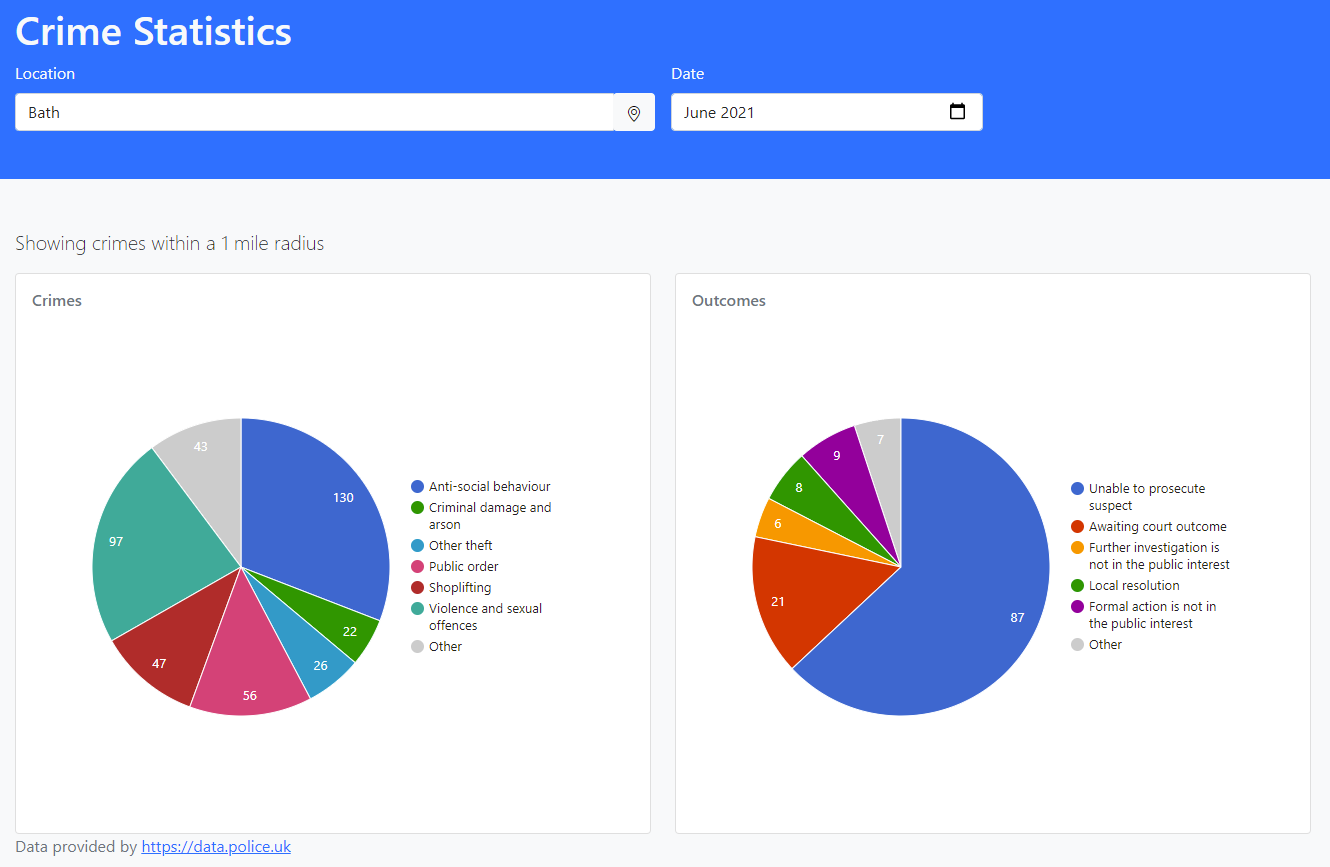 Crime Statistics
Location
Date
Bath
June 2021
Showing crimes within a 1 mile radius
Crimes
43
130
97
22
26
47
56
Anti-social behaviour
Criminal damage and
arson
Other theft
Public order
Shoplifting
Violence and sexual
offences
Other
Outcomes
7
9
8
6
21
87
Unable to prosecute
suspect
Awaiting court outcome
Further investigation is
not in the public interest
Local resolution
Formal action is not in
the public interest
Other
Data provided by https://data.police.uk